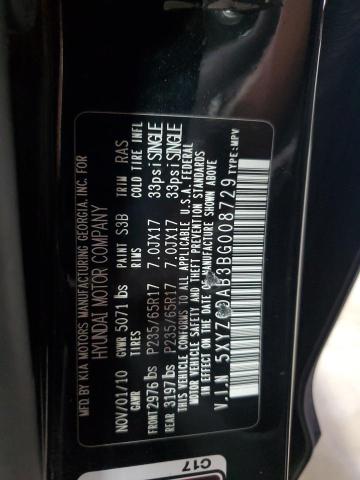 MFD BY KIA MOTORS MANUFACTURING GEORGIA, INC. FOR
HYUNDAI MOTOR COMPANY
NOV/01/10 GVWR 5071 lbs PAINT S3B TRIM RAS
GAWR TIRES RIMS COLD TIRE INFL
FRONT 2976 lbs P235/65R17 7.0JX17 33psi SINGLE
REAR 3197 lbs P235/65R17 7.0JX17 33psi SINGLE
THIS VEHICLE CONFORMS TO ALL APPLICABLE U.S.A. FEDERAL
MOTOR VEHICLE SAFETY AND THEFT PREVENTION STANDARDS
IN EFFECT ON THE DATE OF MANUFACTURE SHOWN ABOVE
V.I.N TYPE:MPV
C17